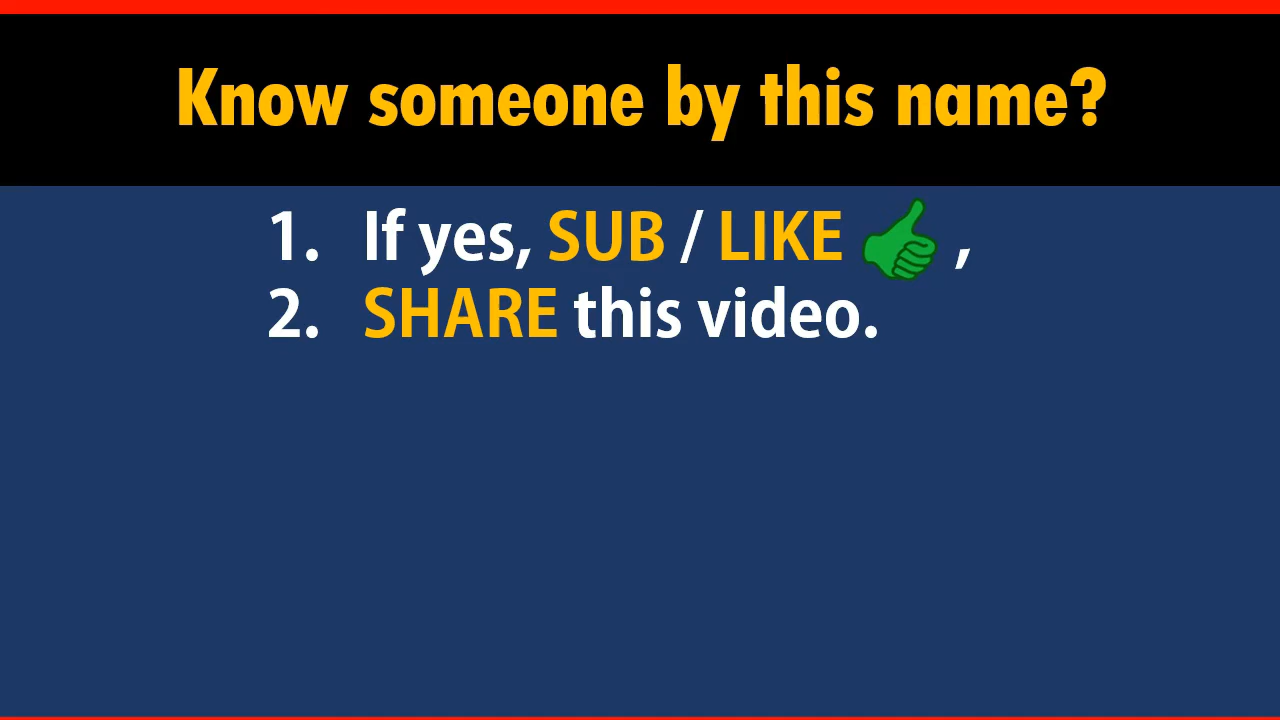 Know someone by this name?
1. If yes, SUB / LIKE ,
2. SHARE this video.